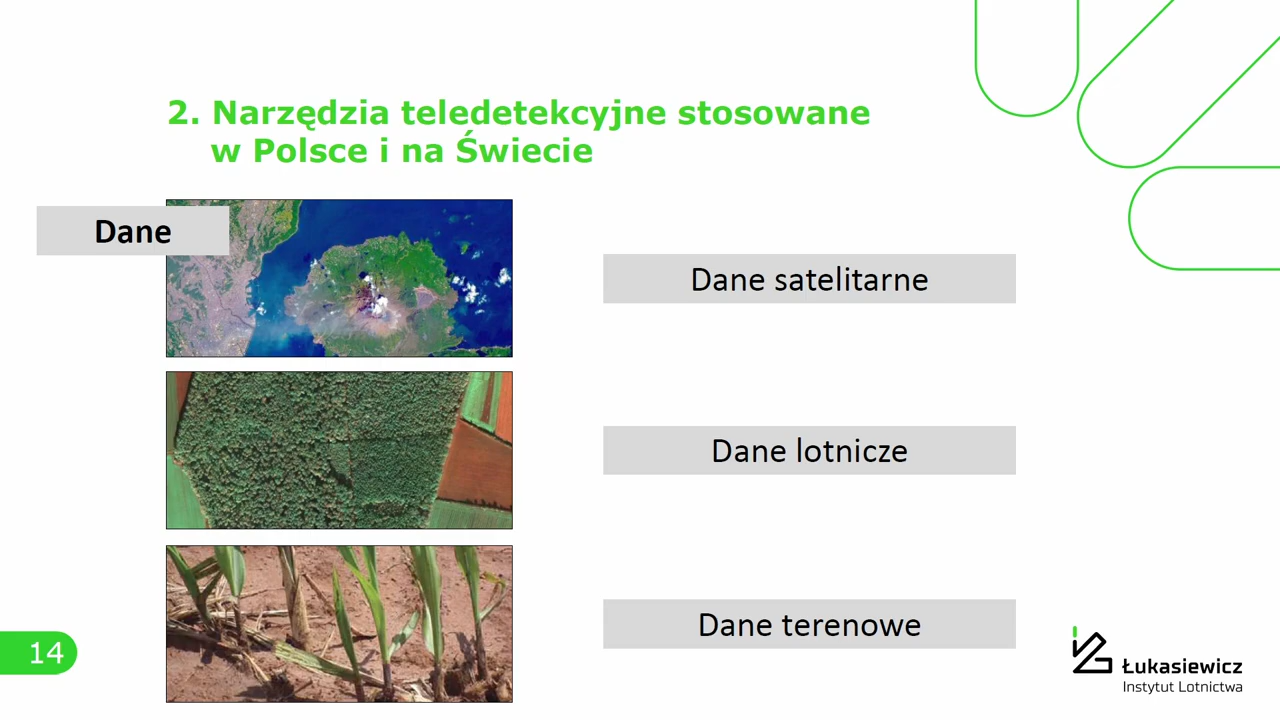 2. Narzędzia teledetekcyjne stosowane
w Polsce i na Świecie
Dane
Dane satelitarne
Dane lotnicze
Dane terenowe
14
Łukasiewicz
Instytut Lotnictwa